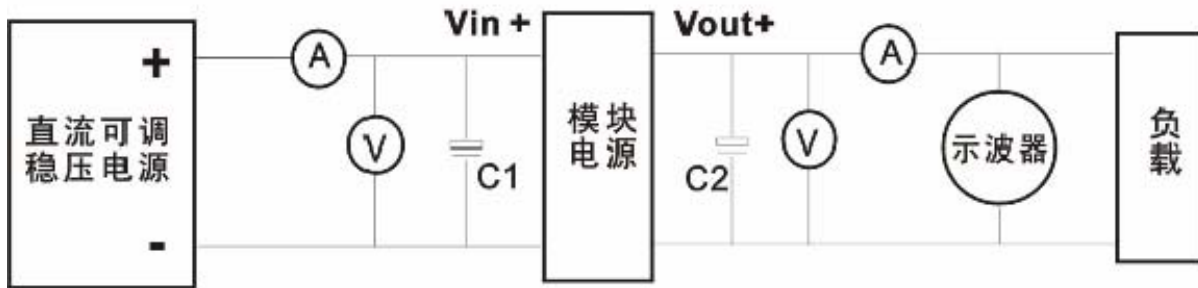 +
直流可调
稳压电源
-
A
V
Vin +
C1
模块
电源
Vout+
C2
V
A
示波器
负
载